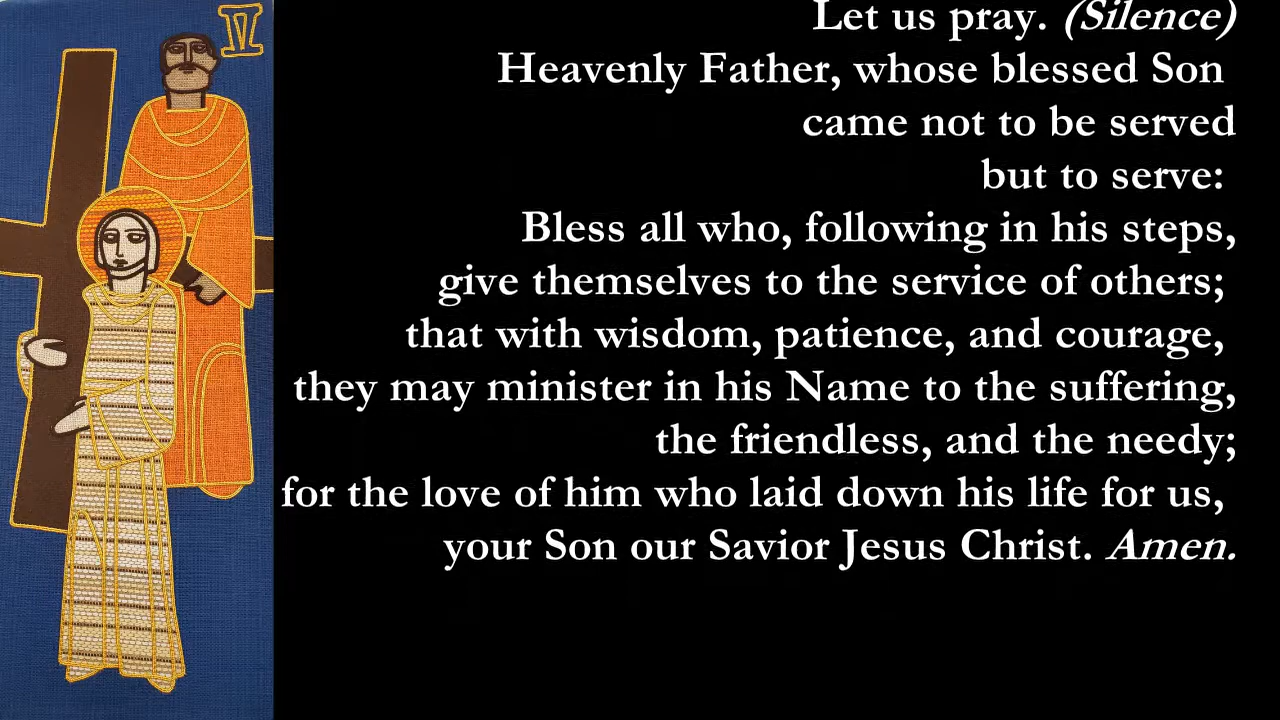 IV
Let us pray. (Silence)
Heavenly Father, whose blessed Son
came not to be served
but to serve:
Bless all who, following in his steps,
give themselves to the service of others;
that with wisdom, patience, and courage,
they may minister in his Name to the suffering,
the friendless, and the needy;
for the love of him who laid down his life for us,
your Son our Savior Jesus Christ. Amen.